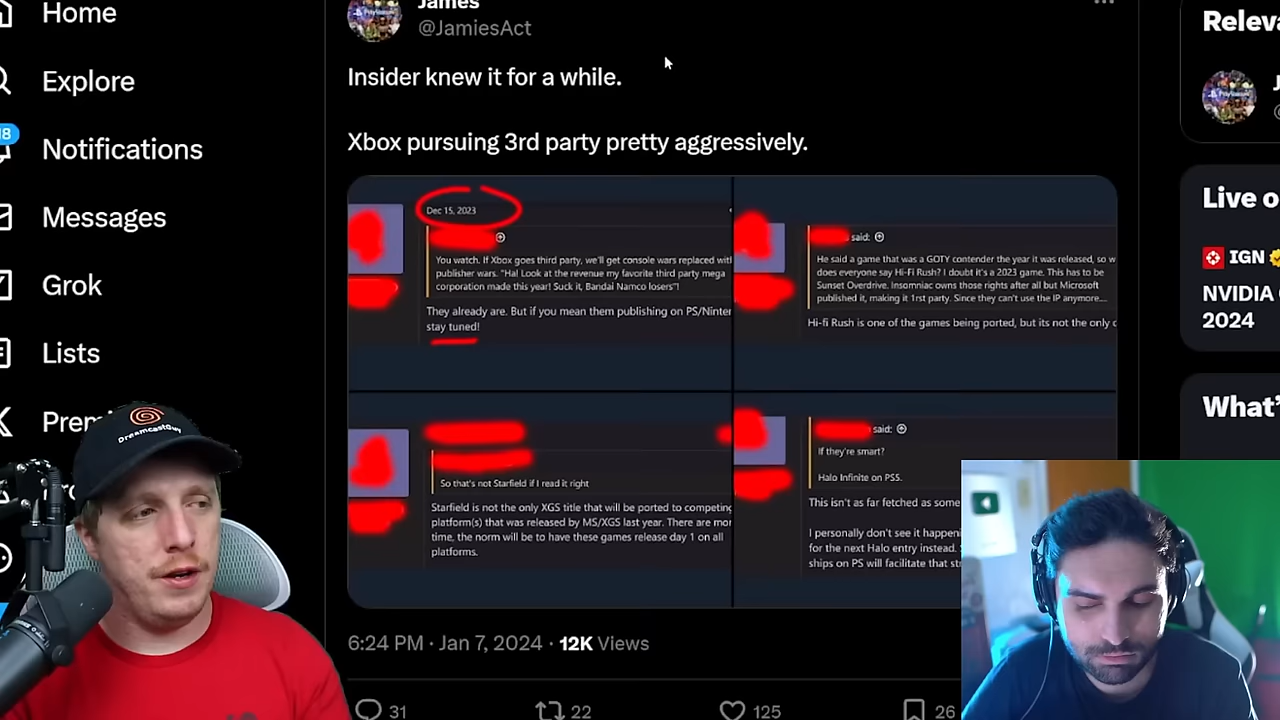 Home
Explore
18
Notifications
Messages
Grok
Lists
James
@JamiesAct
Insider knew it for a while.
Xbox pursuing 3rd party pretty aggressively.
Dec 15, 2023
You watch. If Xbox goes third party, we'll get console wars replaced with
publisher wars. "Ha! Look at the revenue my favorite third party mega
corporation made this year! Suck it, Bandai Namco losers"!
They already are. But if you mean them publishing on PS/
stay tuned!
said:
He said a game that was a GOTY contender the year it was released, so w
does everyone say Hi-Fi Rush? I doubt it's a 2023 game. This has to be
Sunset Overdrive. Insomniac owns those rights after all but Microsoft
published it, making it 1rst party. Since they can't use the IP anymore....
Hi-fi Rush is one of the games being ported, but its not the only
So that's not Starfield if I read it right
Starfield is not the only XGS title that will be ported to competing
platform(s) that was released by MS/XGS last year. There are
time, the norm will be to have these games release day 1 on all
platforms.
said:
If they're smart?
Halo Infinite on PS5.
This isn't as far fetched as some
I personally don't see it
for the next Halo entry instead.
ships on PS will facilitate that
6:24 PM · Jan 7, 2024 · 12K Views
31
22
125
26
Live
IGN
NVIDIA
2024
What'
DreamcastGuy